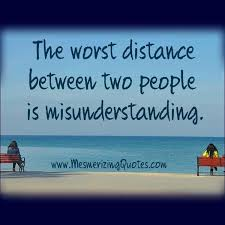 The worst distance
between two people
is misunderstanding.
www.MesmerizingQuotes.com